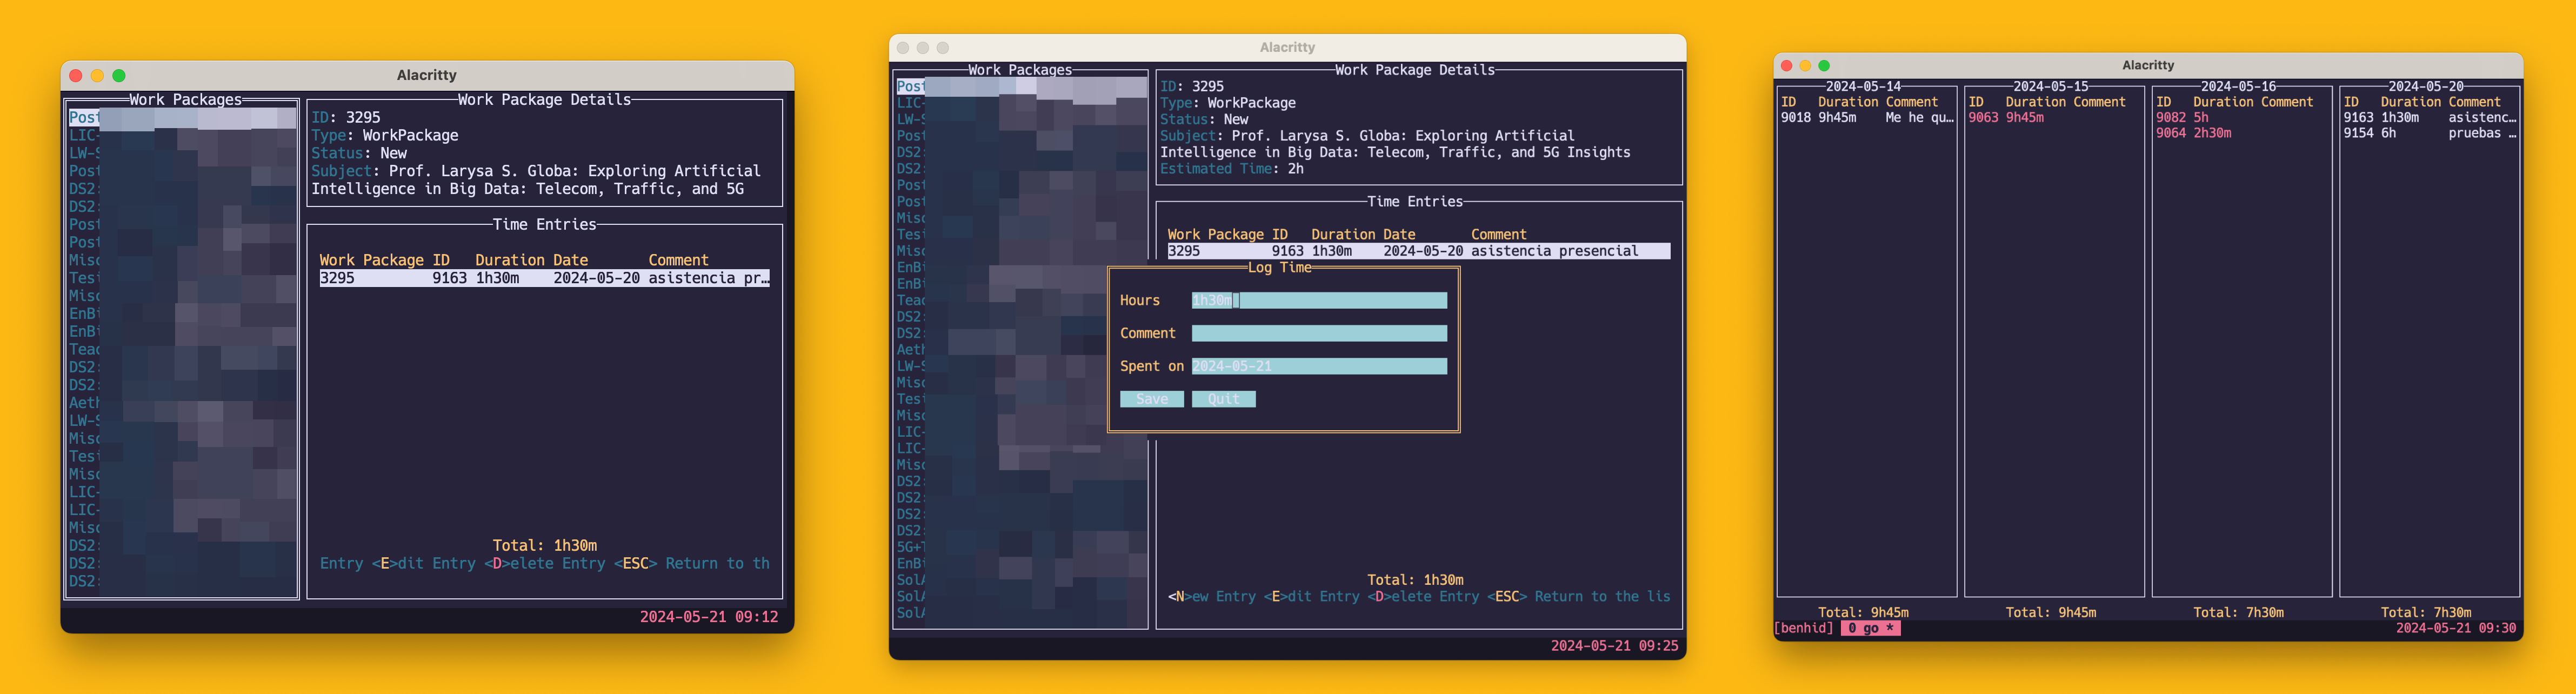 Alacritty
Work Packages
Post
LIC-
LW-S
Post
DS2:
DS2:
Post
Post
Misc
Test
Misc
EnBi
EnBi
Teac
DS2:
DS2:
Aeth
LW-S
Misc
Test
Misc
LIC-
LIC-
Misc
DS2:
DS2:
DS2:
Work Package Details
ID: 3295
Type: WorkPackage
Status: New
Subject: Prof. Larysa S. Globa: Exploring Artificial
Intelligence in Big Data: Telecom, Traffic, and 5G
Time Entries
Work Package ID Duration Date Comment
3295 9163 1h30m 2024-05-20 asistencia pr…
Total: 1h30m
Entry <E>dit Entry <D>elete Entry <ESC> Return to th
2024-05-21 09:12
Alacritty
Work Packages
Post
LIC-
LW-S
Post
DS2:
DS2:
Post
Post
Misc
Test
Misc
EnBi
EnBi
Teac
DS2:
DS2:
Aeth
LW-S
Misc
Test
Misc
LIC-
LIC-
Misc
DS2:
DS2:
DS2:
DS2:
5G+T
EnBi
SolA
SolA
SolA
Work Package Details
ID: 3295
Type: WorkPackage
Status: New
Subject: Prof. Larysa S. Globa: Exploring Artificial
Intelligence in Big Data: Telecom, Traffic, and 5G Insights
Estimated Time: 2h
Time Entries
Work Package ID Duration Date Comment
3295 9163 1h30m 2024-05-20 asistencia presencial
Log Time
Hours 1h30m
Comment
Spent on 2024-05-21
Save Quit
Total: 1h30m
<N>ew Entry <E>dit Entry <D>elete Entry <ESC> Return to the lis
2024-05-21 09:25
Alacritty
2024-05-14
ID Duration Comment
9018 9h45m Me he qu…
Total: 9h45m
2024-05-15
ID Duration Comment
9063 9h45m
Total: 9h45m
2024-05-16
ID Duration Comment
9082 5h
9064 2h30m
Total: 7h30m
2024-05-20
ID Duration Comment
9163 1h30m asistenc…
9154 6h pruebas …
Total: 7h30m
[benhid] 0 go *
2024-05-21 09:30